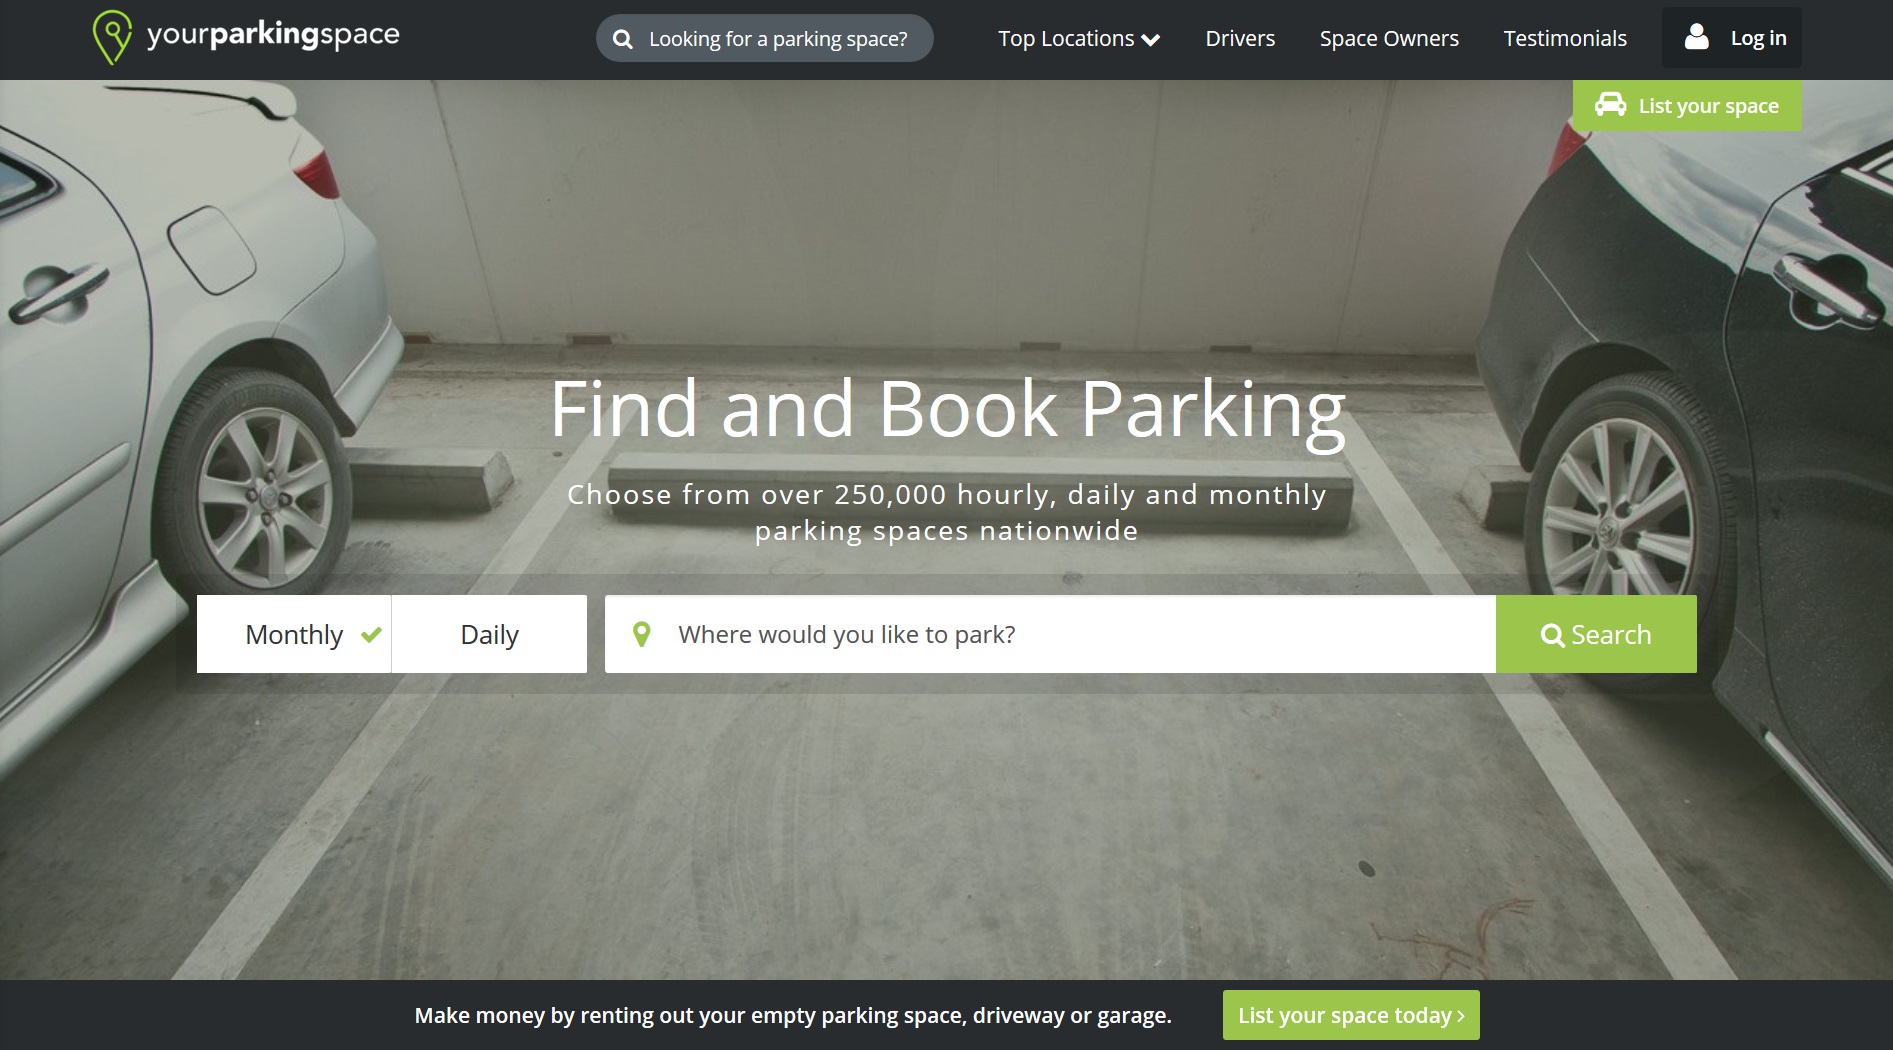 yourparkingspace
Looking for a parking space?
Top Locations
Drivers
Space Owners
Testimonials
Log in
List your space
Find and Book Parking
Choose from over 250,000 hourly, daily and monthly
parking spaces nationwide
Monthly
Daily
Where would you like to park?
Search
Make money by renting out your empty parking space, driveway or garage.
List your space today ›